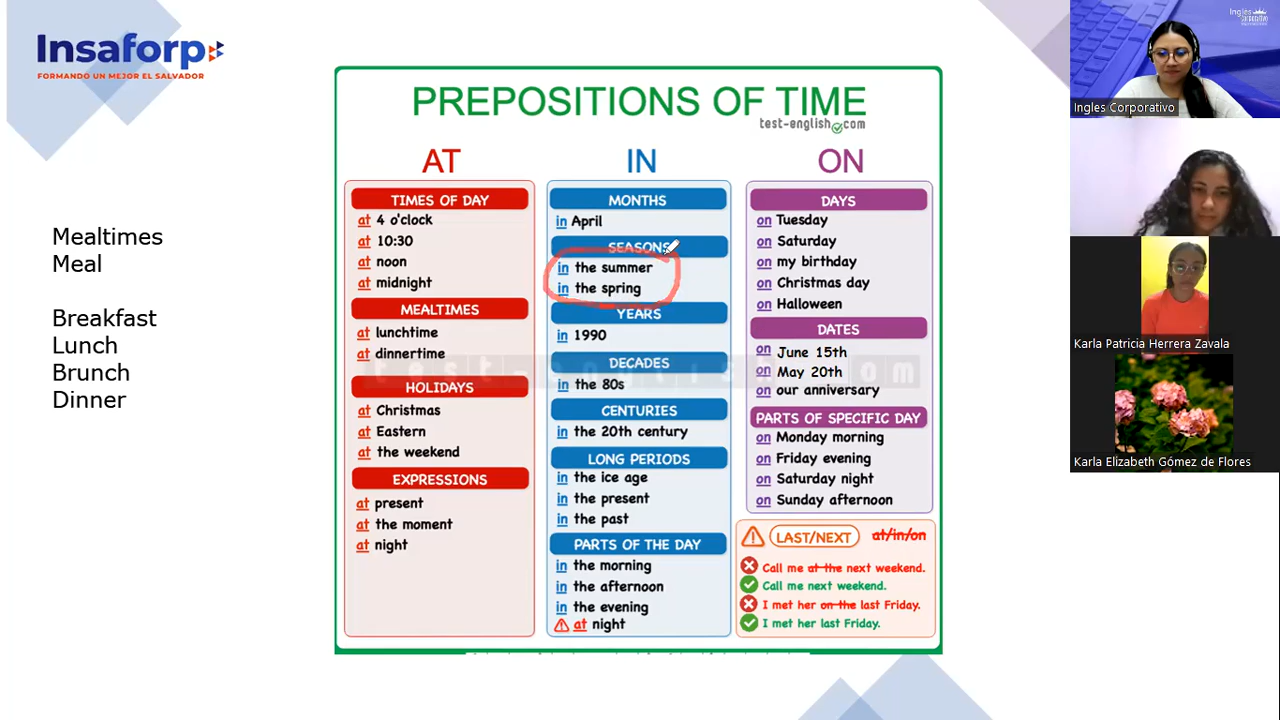 Insaforp
FORMANDO UN MEJOR EL SALVADOR
Mealtimes
Meal
Breakfast
Lunch
Brunch
Dinner
PREPOSITIONS OF TIME
test-english.com
AT
TIMES OF DAY
at 4 o'clock
at 10:30
at noon
at midnight
MEALTIMES
at lunchtime
at dinnertime
HOLIDAYS
at Christmas
at Eastern
at the weekend
EXPRESSIONS
at present
at the moment
at night
IN
MONTHS
in April
SEASONS
in the summer
in the spring
YEARS
in 1990
DECADES
in the 80s
CENTURIES
in the 20th century
LONG PERIODS
in the ice age
in the present
in the past
PARTS OF THE DAY
in the morning
in the afternoon
in the evening
at night
ON
DAYS
on Tuesday
on Saturday
on my birthday
on Christmas day
on Halloween
DATES
on June 15th
on May 20th
on our anniversary
PARTS OF SPECIFIC DAY
on Monday morning
on Friday evening
on Saturday night
on Sunday afternoon
LAST/NEXT at/in/on
Call me at the next weekend.
Call me next weekend.
I met her on the last Friday.
I met her last Friday.
test-english.com
Ingles
Ingles Corporativo
Karla Patricia Herrera Zavala
Karla Elizabeth Gómez de Flores